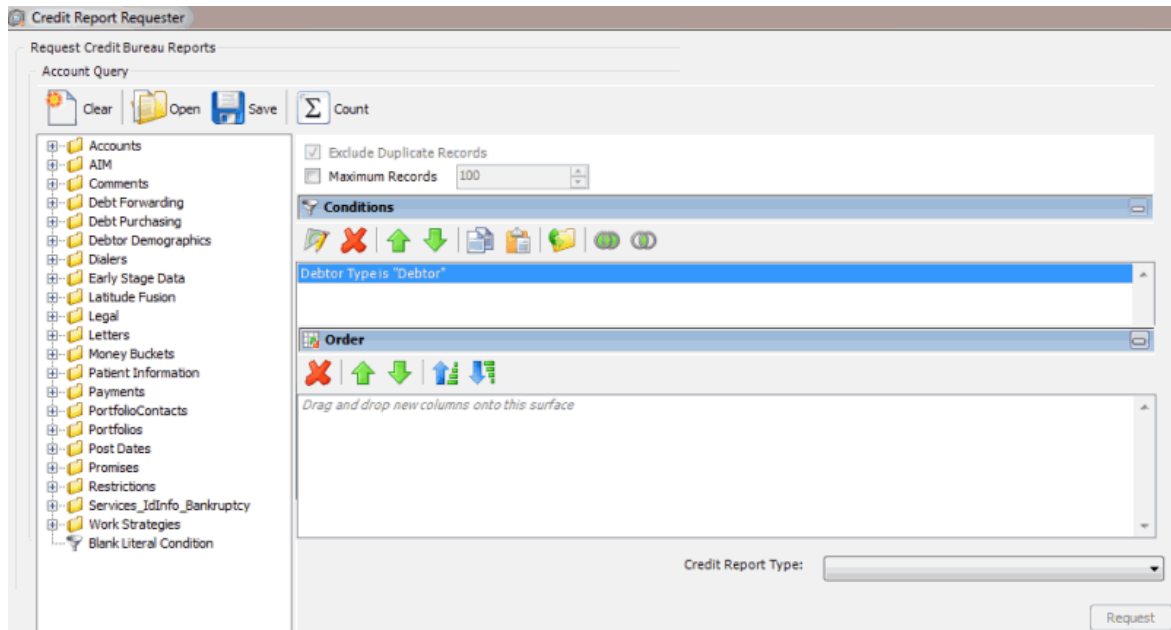 Credit Report Requester
Request Credit Bureau Reports
Account Query
Clear Open Save Σ Count
Accounts
AIM
Comments
Debt Forwarding
Debt Purchasing
Debtor Demographics
Dialers
Early Stage Data
Latitude Fusion
Legal
Letters
Money Buckets
Patient Information
Payments
PortfolioContacts
Portfolios
Post Dates
Promises
Restrictions
Services_IdInfo_Bankruptcy
Work Strategies
Blank Literal Condition
Exclude Duplicate Records
Maximum Records 100
Conditions
Debtor Type is "Debtor"
Order
Drag and drop new columns onto this surface
Credit Report Type:
Request